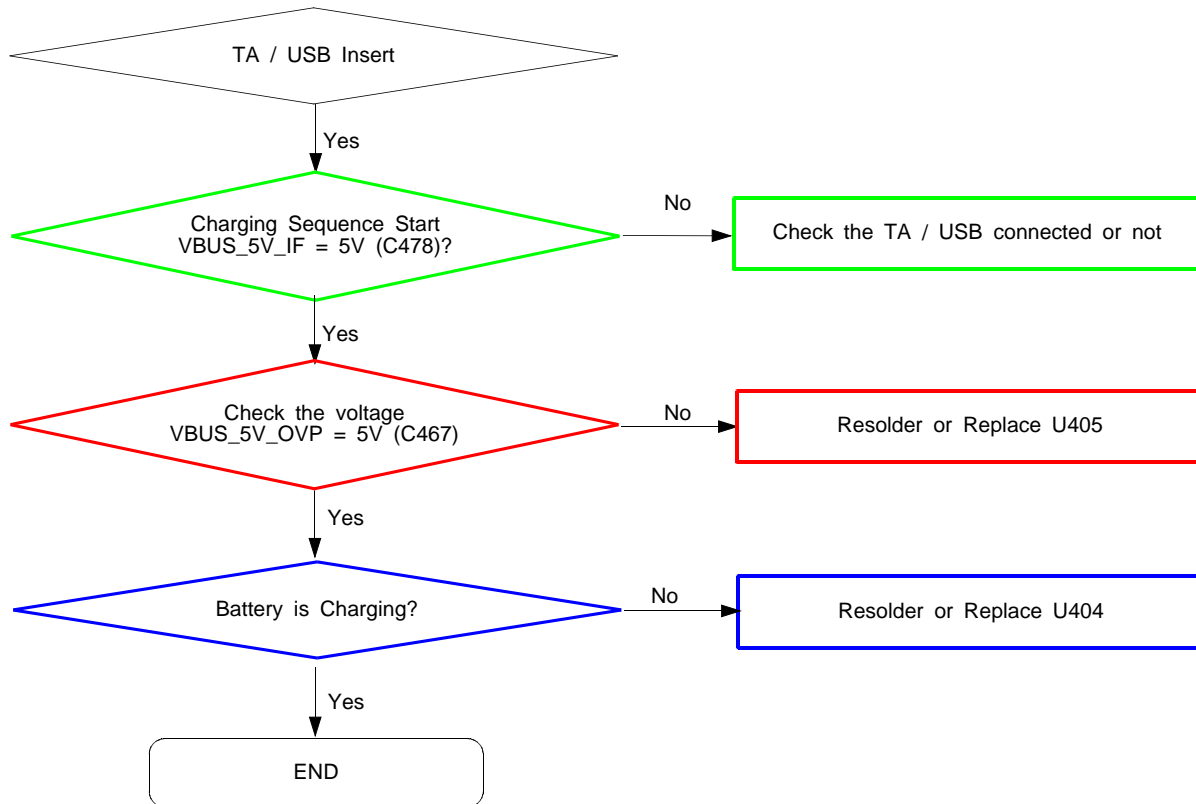 TA / USB Insert
Yes
Charging Sequence Start
VBUS_5V_IF = 5V (C478)?
No
Check the TA / USB connected or not
Yes
Check the voltage
VBUS_5V_OVP = 5V (C467)
No
Resolder or Replace U405
Yes
Battery is Charging?
No
Resolder or Replace U404
Yes
END